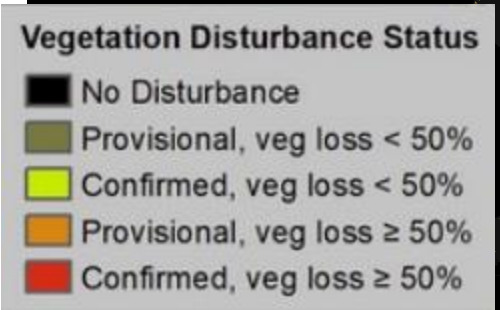 Vegetation Disturbance Status
No Disturbance
Provisional, veg loss < 50%
Confirmed, veg loss < 50%
Provisional, veg loss ≥ 50%
Confirmed, veg loss ≥ 50%